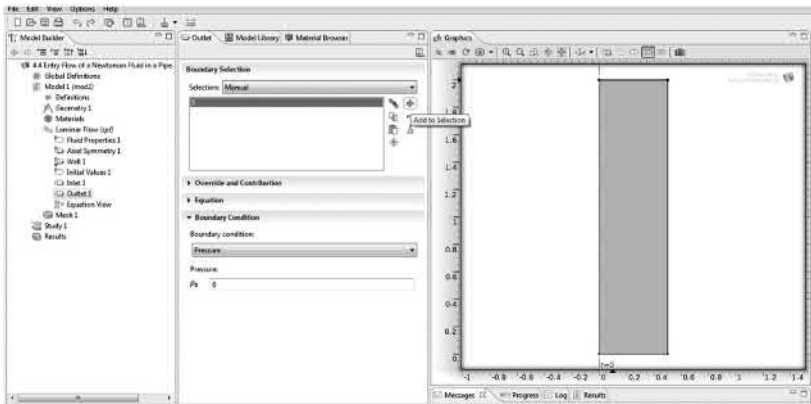 File Edit View Options Help
Model Builder
4.4 Entry Flow of a Newtonian Fluid in a Pipe
Global Definitions
Model 1 (mod2)
Definitions
Geometry 1
Materials
Laminar Flow (spf)
Fluid Properties 1
Axial Symmetry 1
Wall 1
Initial Values 1
Inlet 1
Outlet 1
Equation View
Mesh 1
Study 1
Results
Outlet Model Library Material Browser
Boundary Selection
Selection: Manual
Add to Selection
Override and Contribution
Equation
Boundary Condition
Boundary condition:
Pressure
Pressure:
P0 0
Graphics
2
1.6
1.4
1.2
1
0.8
0.6
0.4
0.2
0
r=0
-1 -0.8 -0.6 -0.4 -0.2 0 0.2 0.4 0.6 0.8 1 1.2 1.4
Messages Progress Log Results